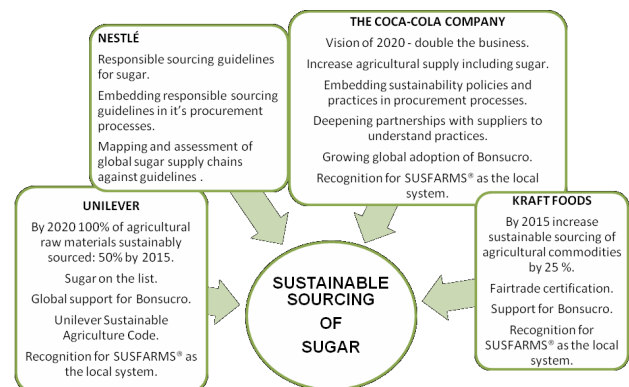 NESTLÉ
Responsible sourcing guidelines
for sugar.
Embedding responsible sourcing
guidelines in it's procurement
processes.
Mapping and assessment of
global sugar supply chains
against guidelines .
THE COCA-COLA COMPANY
Vision of 2020 - double the business.
Increase agricultural supply including sugar.
Embedding sustainability policies and
practices in procurement processes.
Deepening partnerships with suppliers to
understand practices.
Growing global adoption of Bonsucro.
Recognition for SUSFARMS® as the local
system.
UNILEVER
By 2020 100% of agricultural
raw materials sustainably
sourced: 50% by 2015.
Sugar on the list.
Global support for Bonsucro.
Unilever Sustainable
Agriculture Code.
Recognition for SUSFARMS® as
the local system.
KRAFT FOODS
By 2015 increase
sustainable sourcing of
agricultural commodities
by 25 %.
Fairtrade certification.
Support for Bonsucro.
Recognition for
SUSFARMS® as the local
system.
SUSTAINABLE
SOURCING
OF
SUGAR